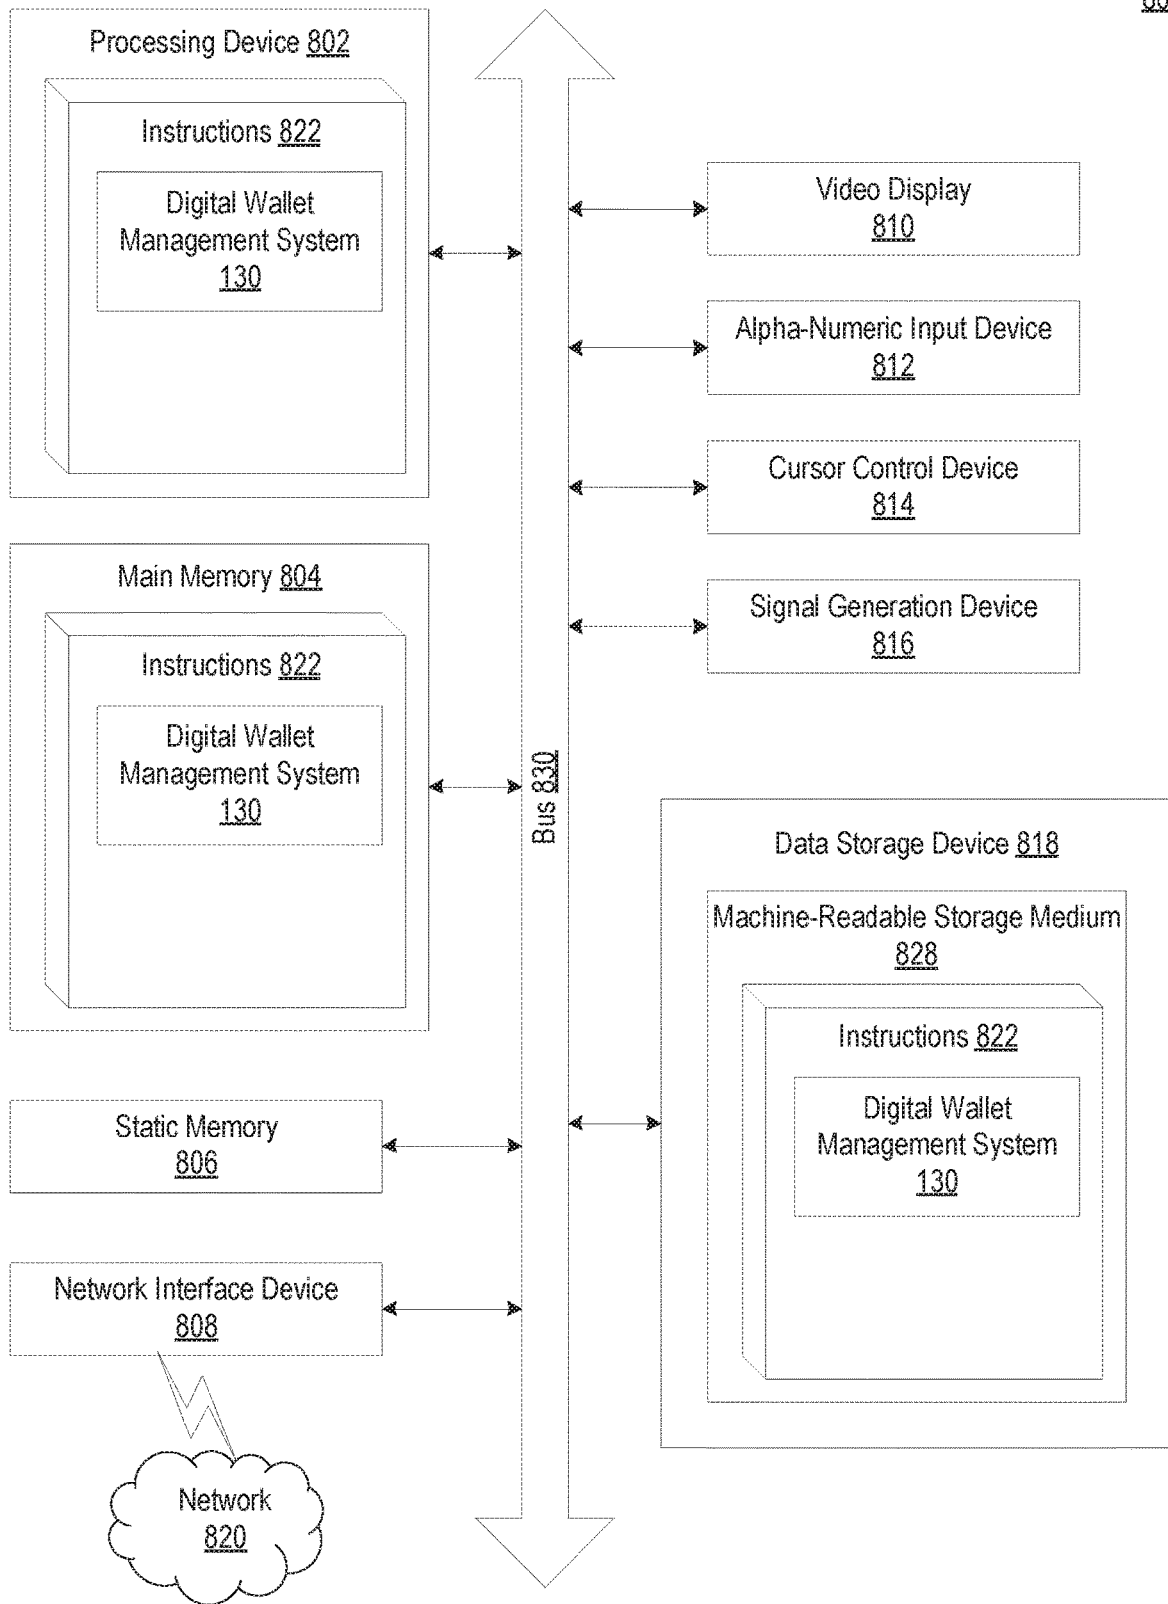 Processing Device 802
Instructions 822
Digital Wallet
Management System
130
Main Memory 804
Instructions 822
Digital Wallet
Management System
130
Static Memory
806
Network Interface Device
808
Network
820
Bus 830
Video Display
810
Alpha-Numeric Input Device
812
Cursor Control Device
814
Signal Generation Device
816
Data Storage Device 818
Machine-Readable Storage Medium
828
Instructions 822
Digital Wallet
Management System
130